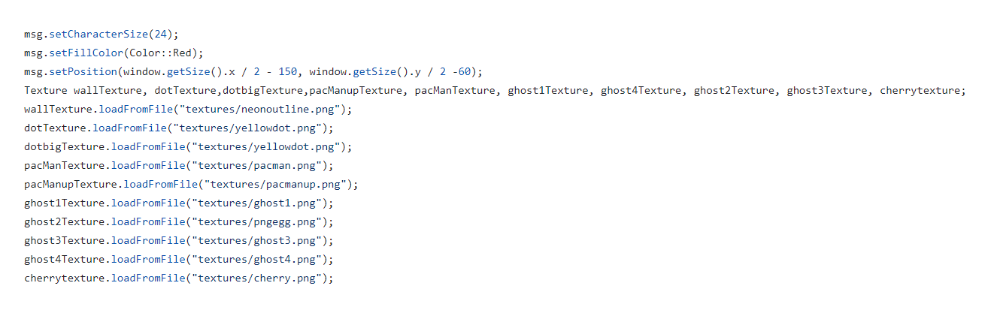 msg.setCharacterSize(24);
msg.setFillColor(Color::Red);
msg.setPosition(window.getSize().x / 2 - 150, window.getSize().y / 2 -60);
Texture wallTexture, dotTexture,dotbigTexture,pacManupTexture, pacManTexture, ghost1Texture, ghost4Texture, ghost2Texture, ghost3Texture, cherrytexture;
wallTexture.loadFromFile("textures/neonoutline.png");
dotTexture.loadFromFile("textures/yellowdot.png");
dotbigTexture.loadFromFile("textures/yellowdot.png");
pacManTexture.loadFromFile("textures/pacman.png");
pacManupTexture.loadFromFile("textures/pacmanup.png");
ghost1Texture.loadFromFile("textures/ghost1.png");
ghost2Texture.loadFromFile("textures/pngegg.png");
ghost3Texture.loadFromFile("textures/ghost3.png");
ghost4Texture.loadFromFile("textures/ghost4.png");
cherrytexture.loadFromFile("textures/cherry.png");